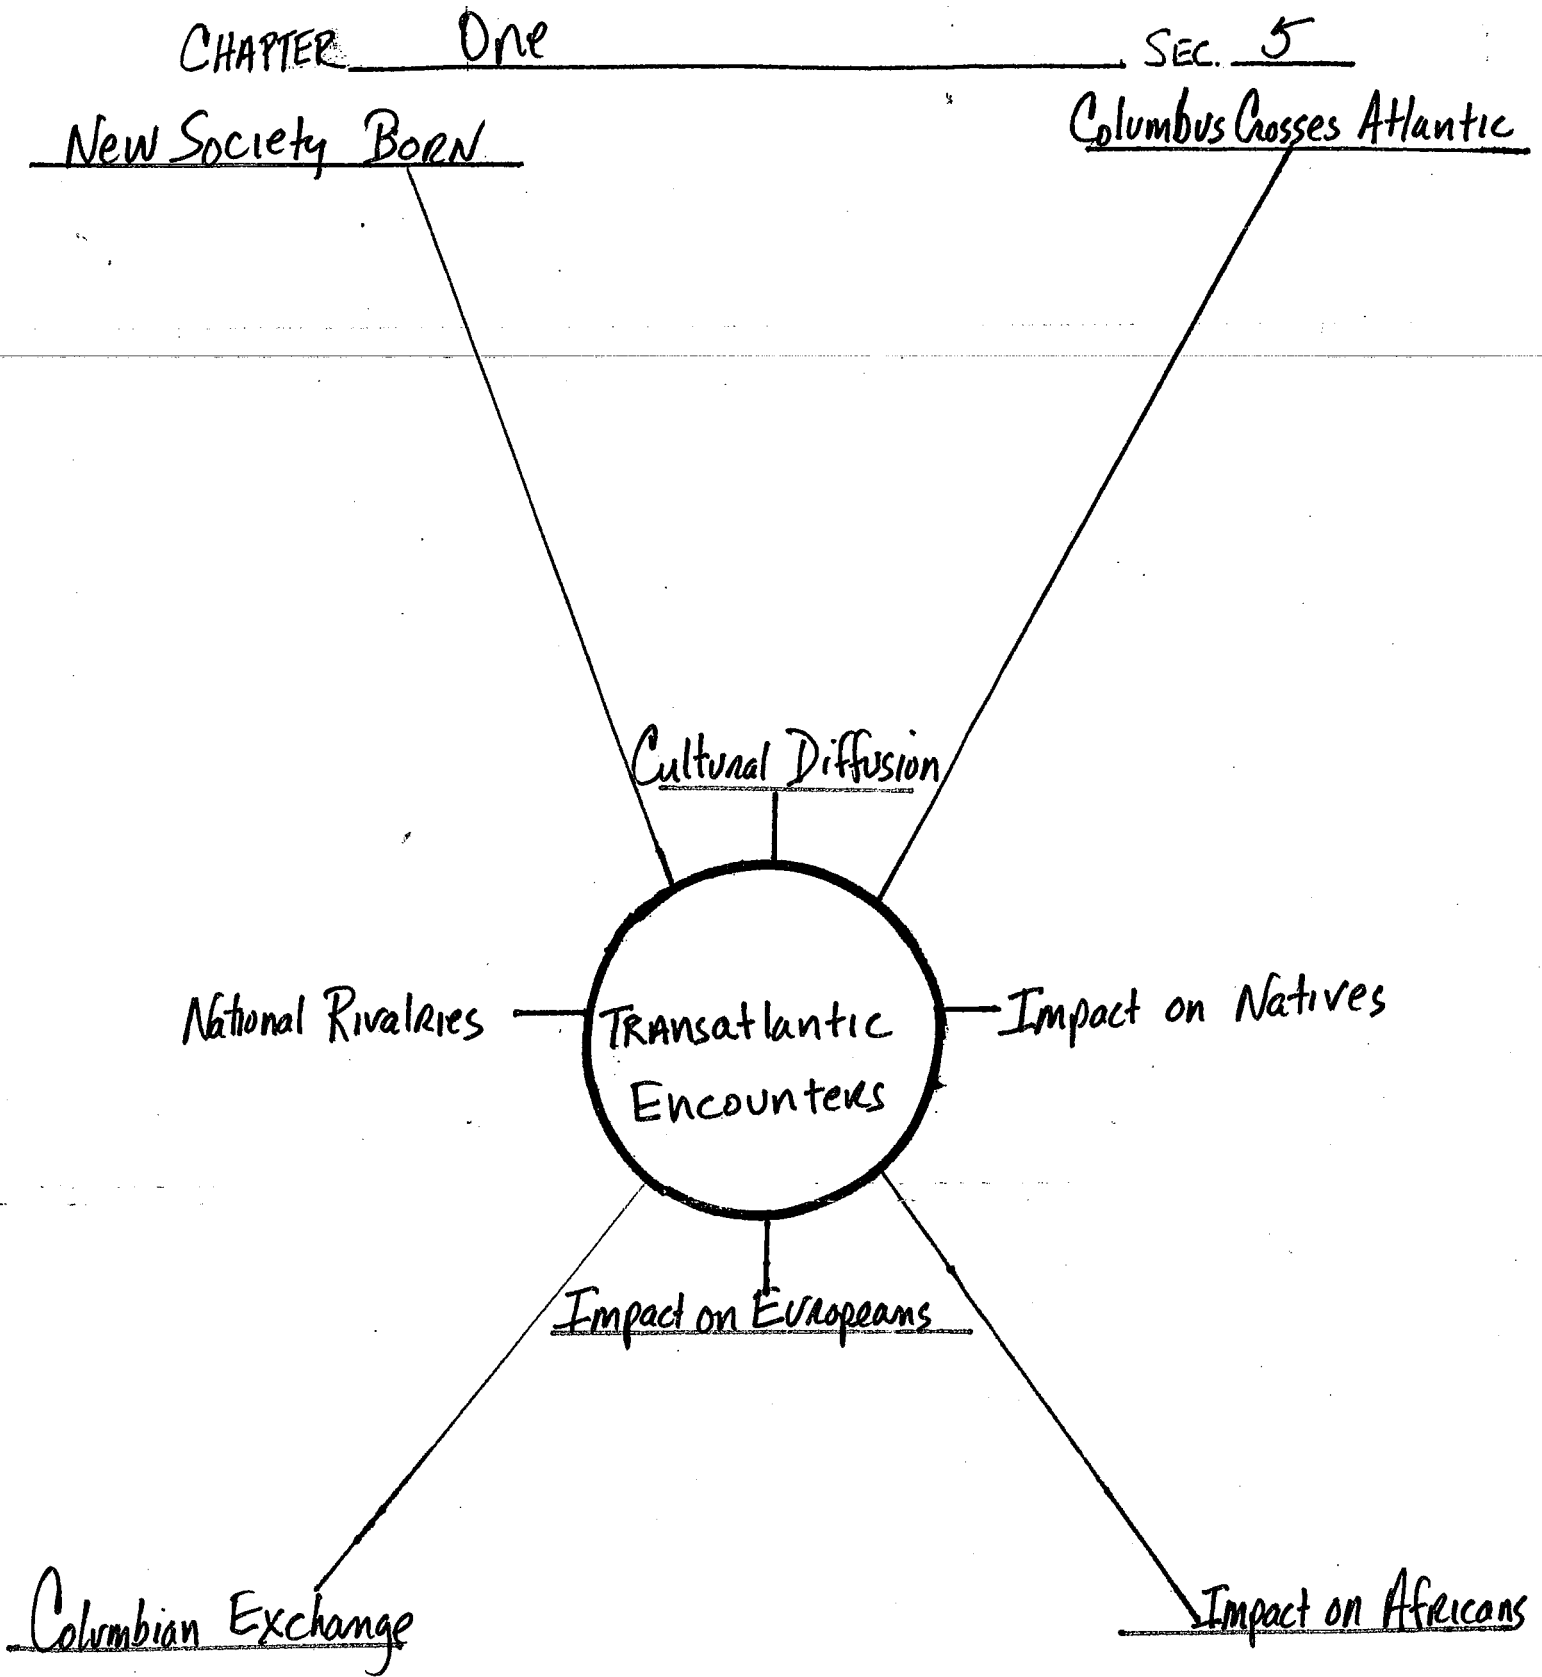 CHAPTER One SEC. 5
New Society Born
Columbus Crosses Atlantic
Cultural Diffusion
National Rivalries
Impact on Natives
Transatlantic
Encounters
Impact on Europeans
Columbian Exchange
Impact on Africans